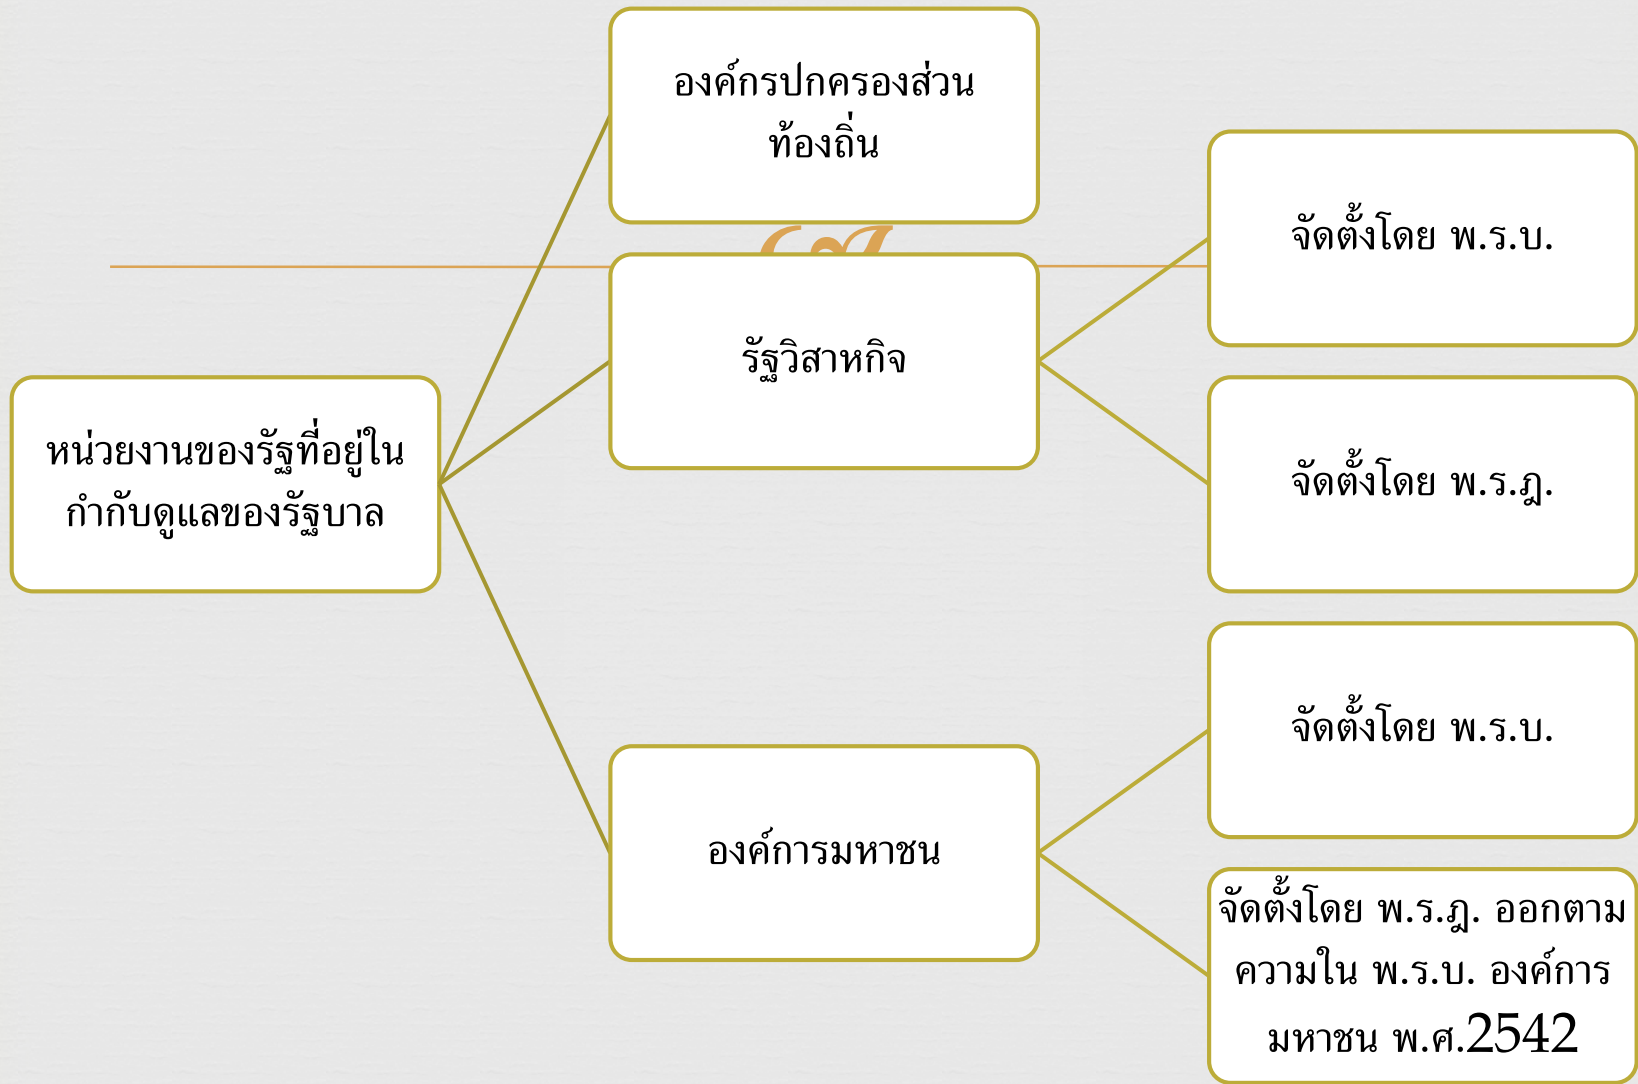 หน่วยงานของรัฐที่อยู่ใน
กำกับดูแลของรัฐบาล
องค์กรปกครองส่วน
ท้องถิ่น
รัฐวิสาหกิจ
จัดตั้งโดย พ.ร.บ.
จัดตั้งโดย พ.ร.ฎ.
องค์การมหาชน
จัดตั้งโดย พ.ร.บ.
จัดตั้งโดย พ.ร.ฎ. ออกตาม
ความใน พ.ร.บ. องค์การ
มหาชน พ.ศ.2542